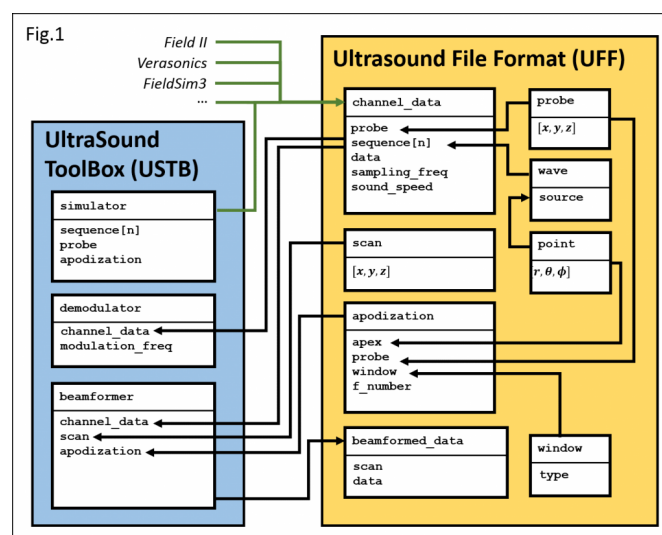 Fig.1
Field II
Verasonics
FieldSim3
...
UltraSound
ToolBox (USTB)
simulator
sequence[n]
probe
apodization
demodulator
channel_data
modulation_freq
beamformer
channel_data
scan
apodization
Ultrasound File Format (UFF)
channel_data
probe
sequence[n]
data
sampling_freq
sound_speed
probe
[x, y, z]
wave
source
scan
[x, y, z]
point
r, θ, ϕ]
apodization
apex
probe
window
f_number
beamformed_data
scan
data
window
type